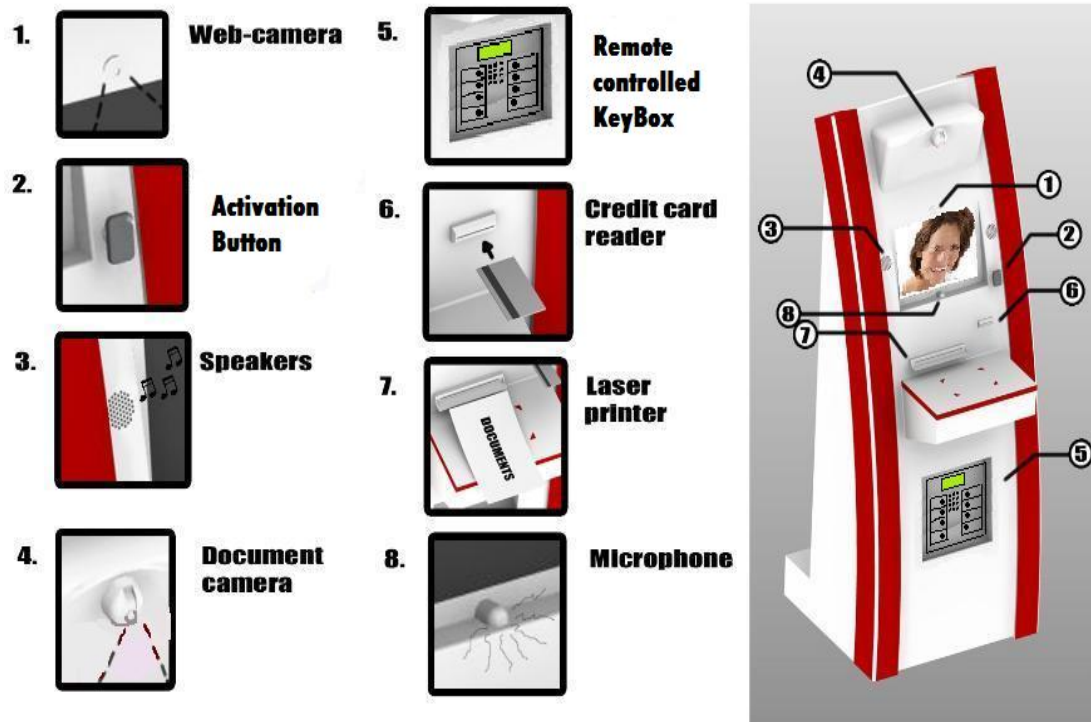 1.
Web-camera
2.
Activation
Button
3.
Speakers
4.
Document
camera
5.
Remote
controlled
KeyBox
6.
Credit card
reader
7.
Laser
printer
DOCUMENTS
8.
Microphone
4
1
3
2
8
6
7
5